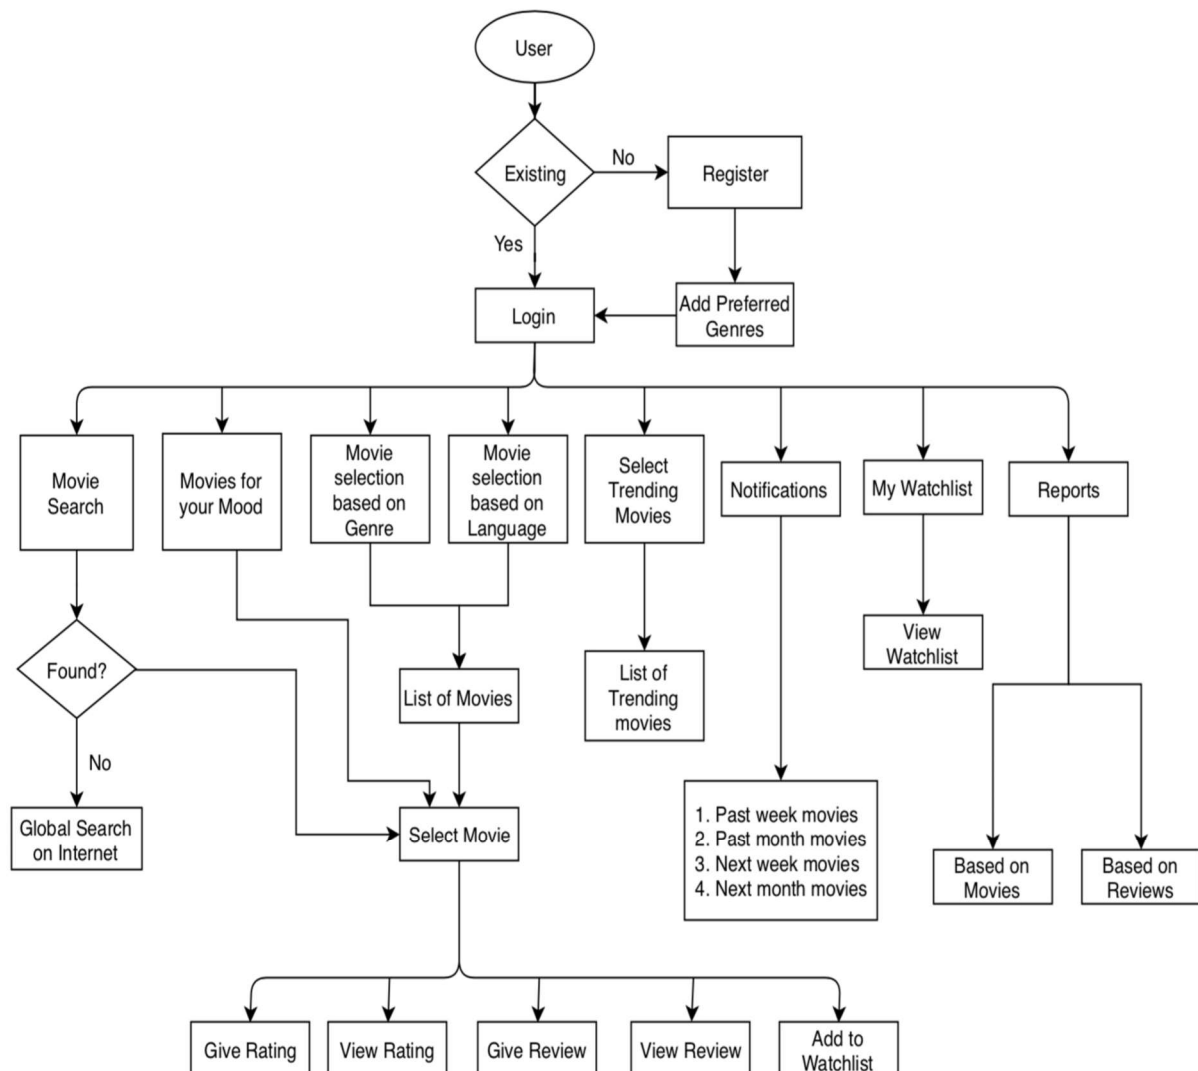 User
Existing
No
Register
Yes
Add Preferred
Genres
Login
Movie
Search
Movies for
your Mood
Movie
selection
based on
Genre
Movie
selection
based on
Language
Select
Trending
Movies
Notifications
My Watchlist
Reports
Found?
No
Global Search
on Internet
List of Movies
List of
Trending
movies
View
Watchlist
Select Movie
1. Past week movies
2. Past month movies
3. Next week movies
4. Next month movies
Based on
Movies
Based on
Reviews
Give Rating
View Rating
Give Review
View Review
Add to
Watchlist